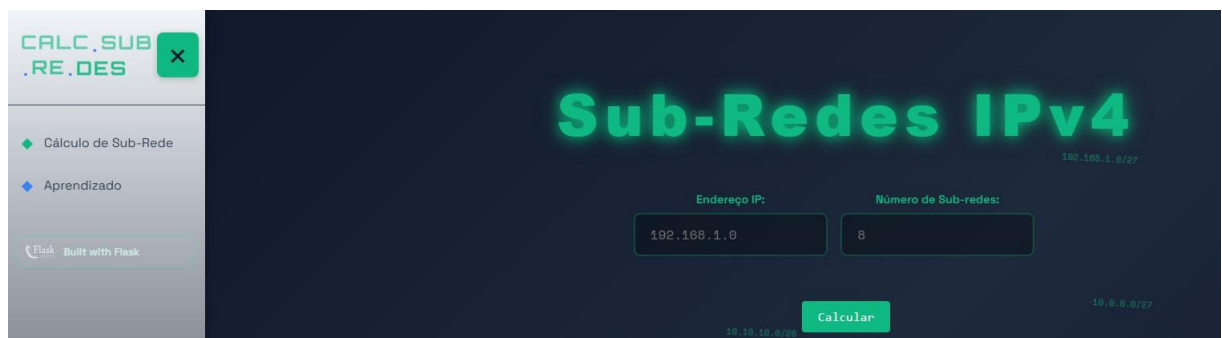 CALC.SUB
.RE.DES
×
Cálculo de Sub-Rede
Aprendizado
Flask Built with Flask
Sub-Redes IPv4
192.168.1.0/27
Endereço IP:
Número de Sub-redes:
192.168.1.0
8
10.0.0.0/27
Calcular
10.10.10.0/28